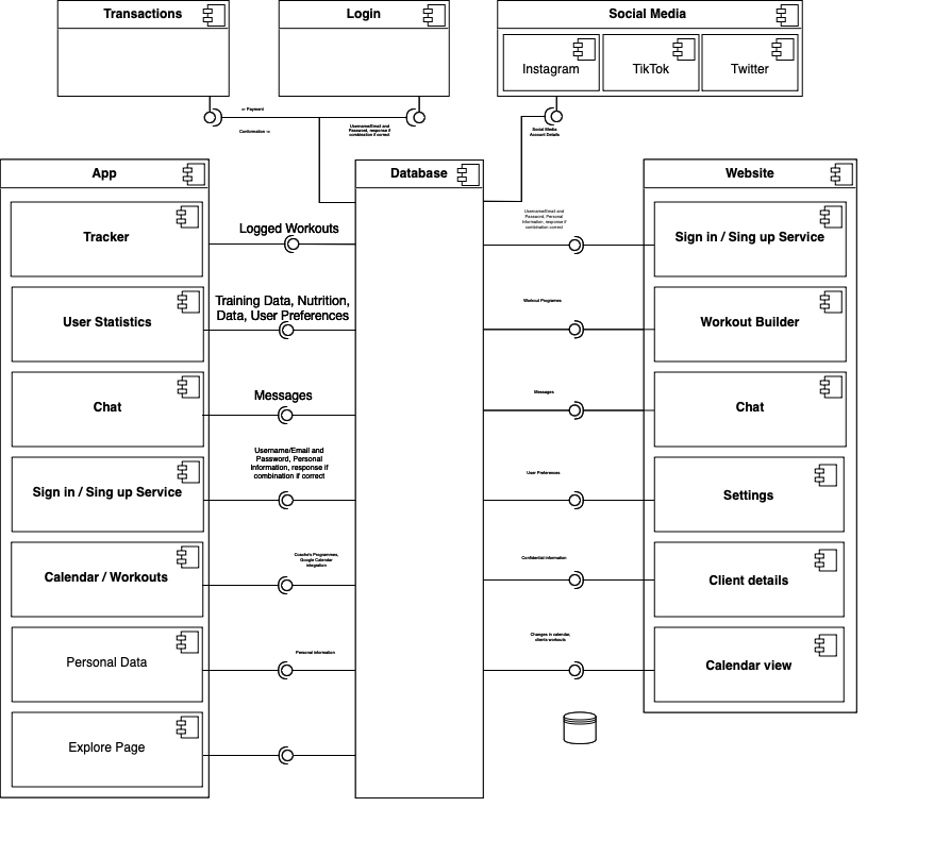 Transactions
Login
Social Media
Instagram
TikTok
Twitter
<- Payment
Confirmation ->
Username/Email and
Password, response if
combination if correct
Social Media
Account Details
App
Database
Website
Tracker
Logged Workouts
Username/Email and
Password, Personal
Information, response if
combination correct
Sign in / Sing up Service
User Statistics
Training Data, Nutrition,
Data, User Preferences
Workout Programes
Workout Builder
Chat
Messages
Messages
Chat
Sign in / Sing up Service
Username/Email and
Password, Personal
Information, response if
combination if correct
User Preferences
Settings
Calendar / Workouts
Coache's Programmes,
Google Calendar
integration
Confidential information
Client details
Personal Data
Personal information
Changes in calendar,
clients workouts
Calendar view
Explore Page